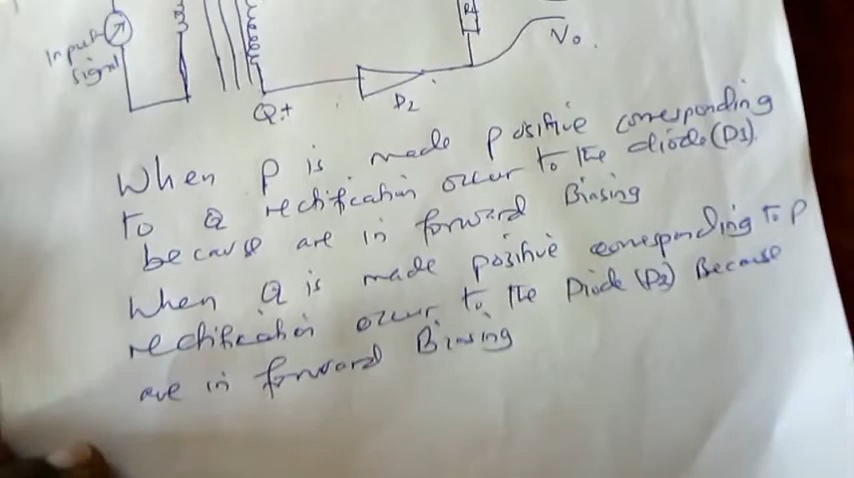 Input
signal
R
Vo.
Q+
D2
When P is made positive corresponding
to Q rectification occur to the diode (D1).
because are in forward Biasing
When Q is made positive corresponding to P
rectification occur to the Diode (D2) Because
are in forward Biasing